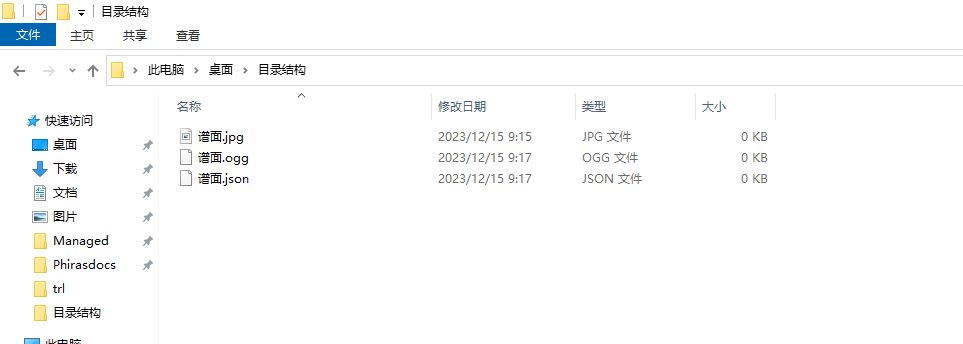 目录结构
文件 主页 共享 查看
此电脑 桌面 目录结构
名称 修改日期 类型 大小
快速访问
桌面
下载
文档
图片
Managed
Phirasdocs
trl
目录结构
此电脑
谱面.jpg 2023/12/15 9:15 JPG 文件 0 KB
谱面.ogg 2023/12/15 9:17 OGG 文件 0 KB
谱面.json 2023/12/15 9:17 JSON 文件 0 KB